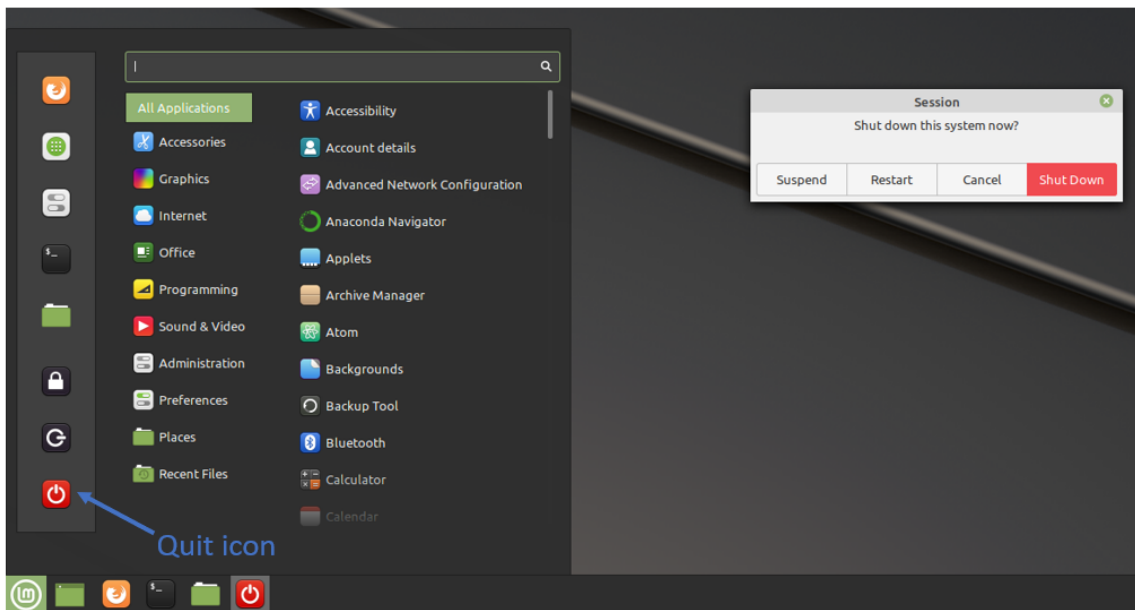 All Applications
Accessories
Graphics
Internet
Office
Programming
Sound & Video
Administration
Preferences
Places
Recent Files
Accessibility
Account details
Advanced Network Configuration
Anaconda Navigator
Applets
Archive Manager
Atom
Backgrounds
Backup Tool
Bluetooth
Calculator
Calendar
Quit icon
Session
Shut down this system now?
Suspend Restart Cancel Shut Down